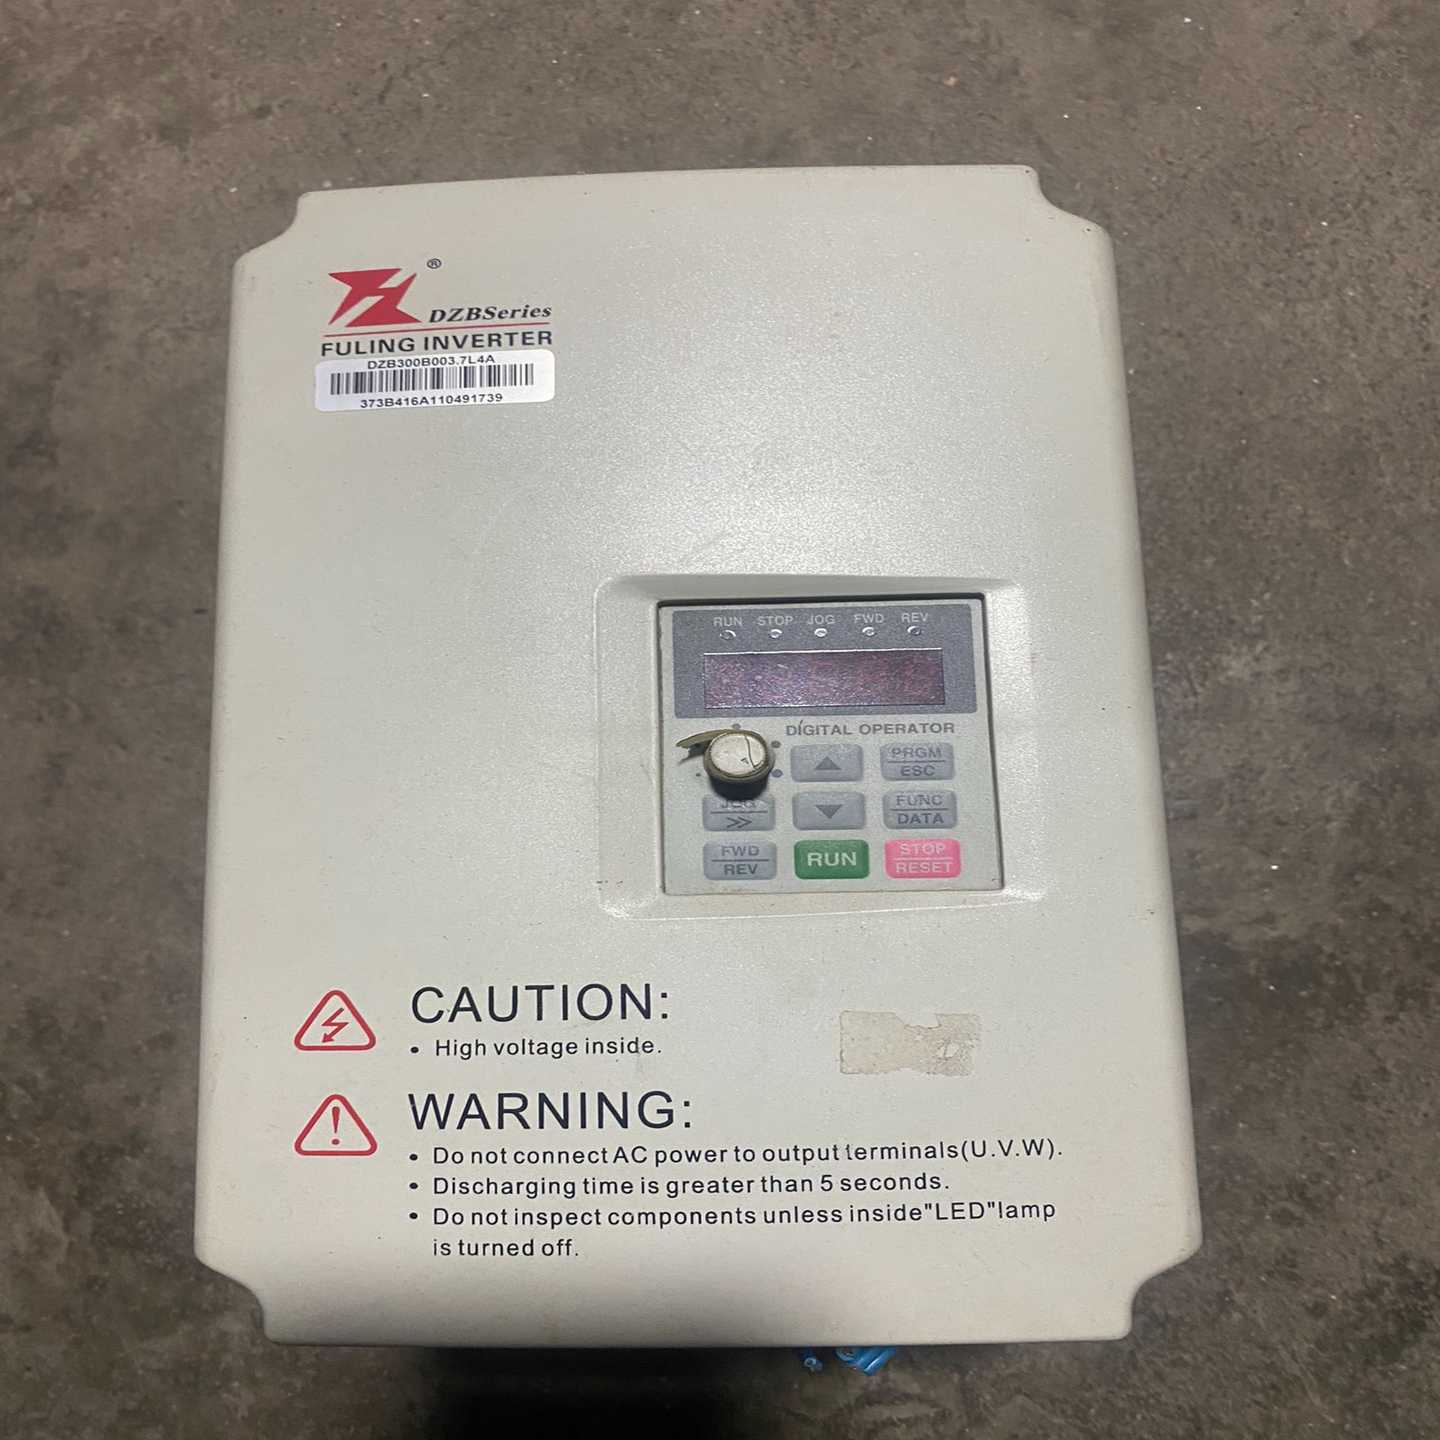 ®
DZBSeries
FULING INVERTER
DZB300B003.7L4A
373B416A110491739
RUN STOP JOG FWD REV
DIGITAL OPERATOR
PRGM
ESC
JOG
>>
FUNC
DATA
FWD
REV
RUN
STOP
RESET
CAUTION:
• High voltage inside.
WARNING:
• Do not connect AC power to output terminals(U.V.W).
• Discharging time is greater than 5 seconds.
• Do not inspect components unless inside"LED"lamp
is turned off.